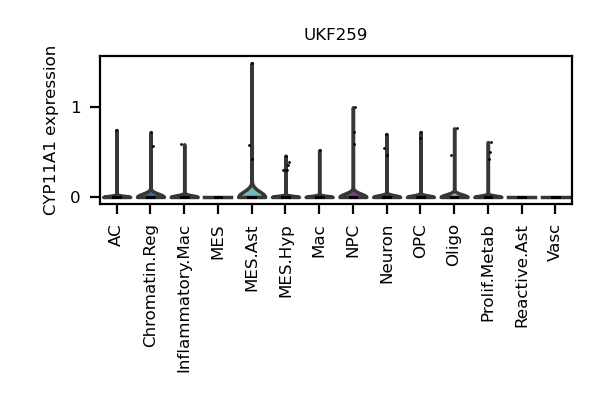 UKF259
CYP11A1 expression
1
0
AC
Chromatin.Reg
Inflammatory.Mac
MES
MES.Ast
MES.Hyp
Mac
NPC
Neuron
OPC
Oligo
Prolif.Metab
Reactive.Ast
Vasc